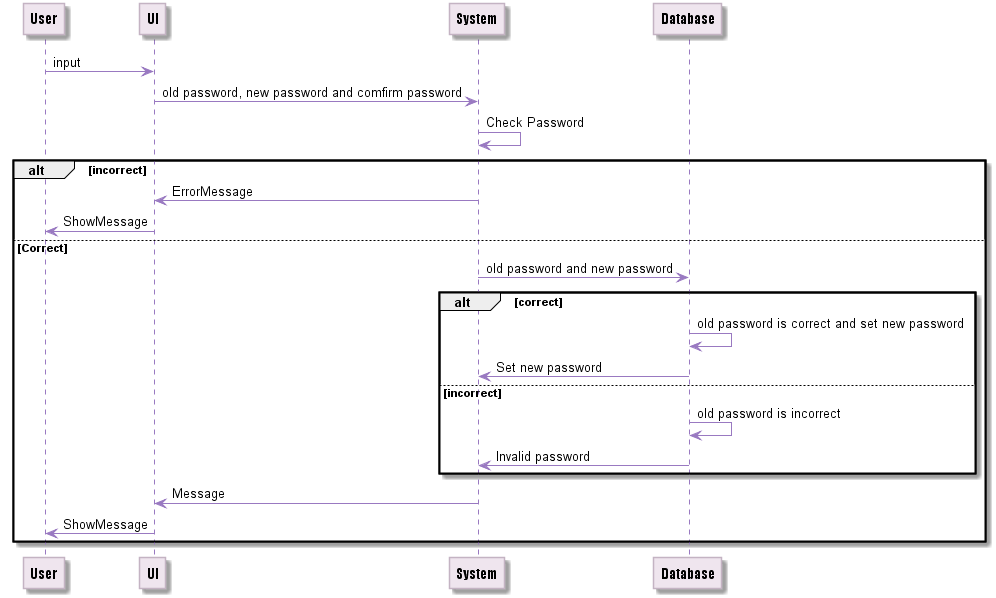 User UI System Database
input
old password, new password and comfirm password
Check Password
alt [incorrect]
ErrorMessage
ShowMessage
[Correct]
old password and new password
alt [correct]
old password is correct and set new password
Set new password
[incorrect]
old password is incorrect
Invalid password
Message
ShowMessage
User UI System Database